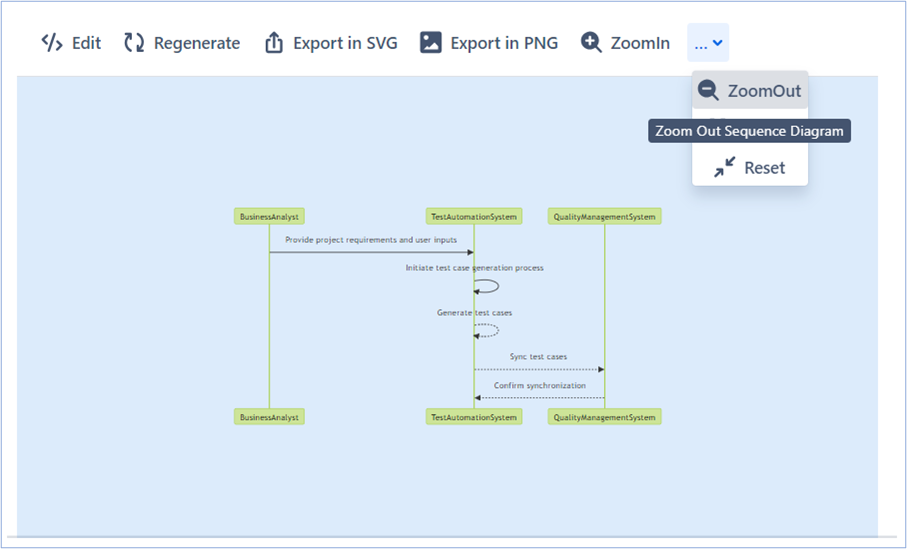 Edit Regenerate Export in SVG Export in PNG ZoomIn ...
ZoomOut
Zoom Out Sequence Diagram
Reset
BusinessAnalyst TestAutomationSystem QualityManagementSystem
Provide project requirements and user inputs
Initiate test case generation process
Generate test cases
Sync test cases
Confirm synchronization
BusinessAnalyst TestAutomationSystem QualityManagementSystem